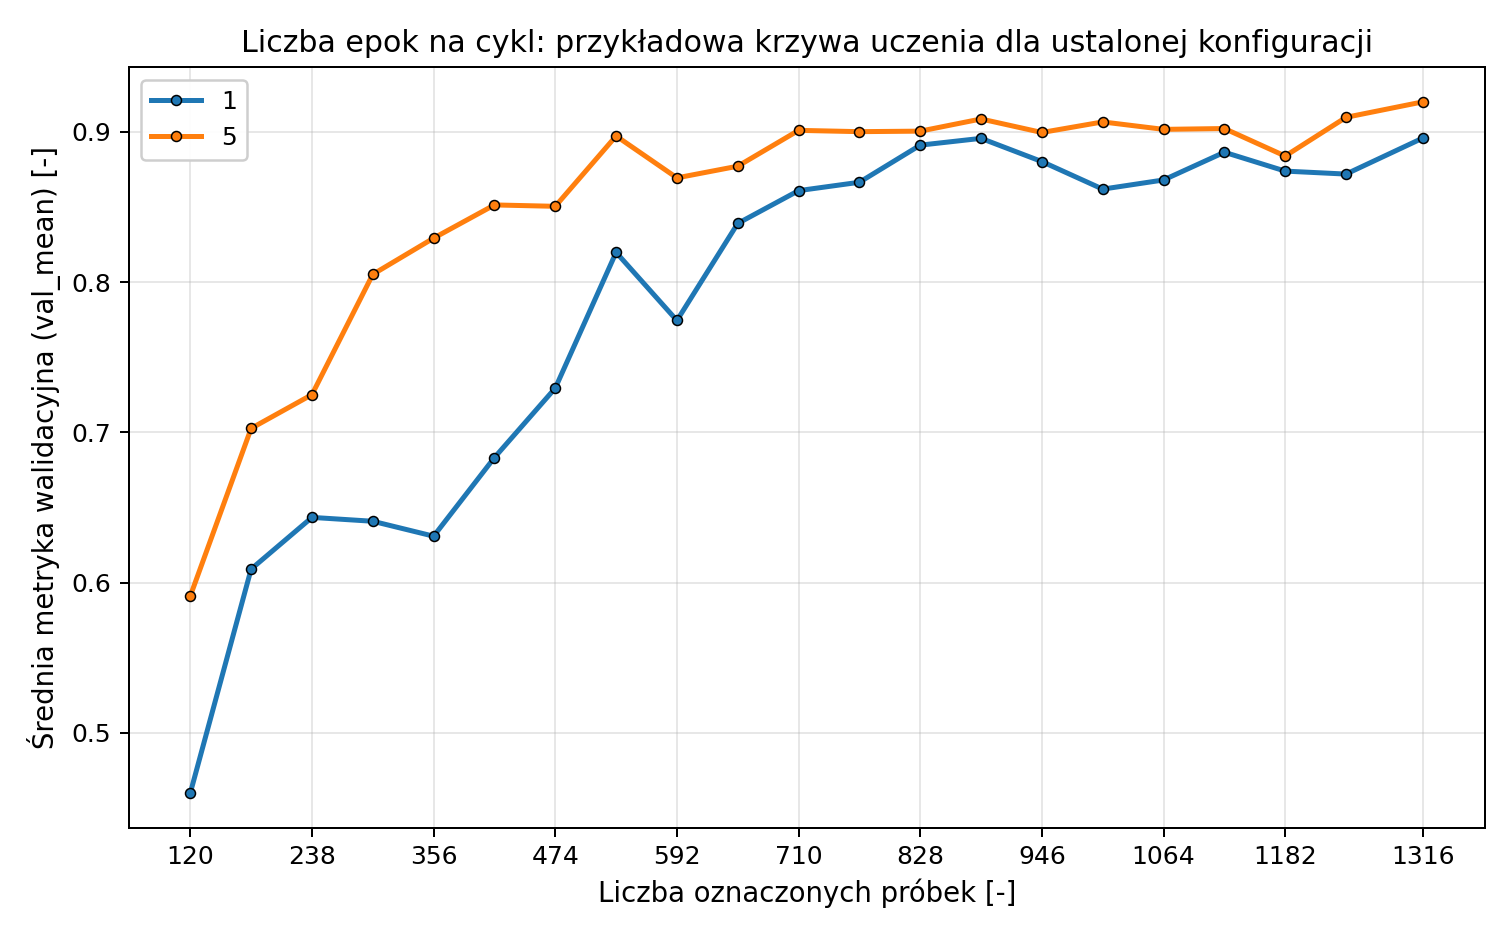 Liczba epok na cykl: przykładowa krzywa uczenia dla ustalonej konfiguracji
1
5
Średnia metryka walidacyjna (val_mean) [-]
0.9
0.8
0.7
0.6
0.5
120 238 356 474 592 710 828 946 1064 1182 1316
Liczba oznaczonych próbek [-]